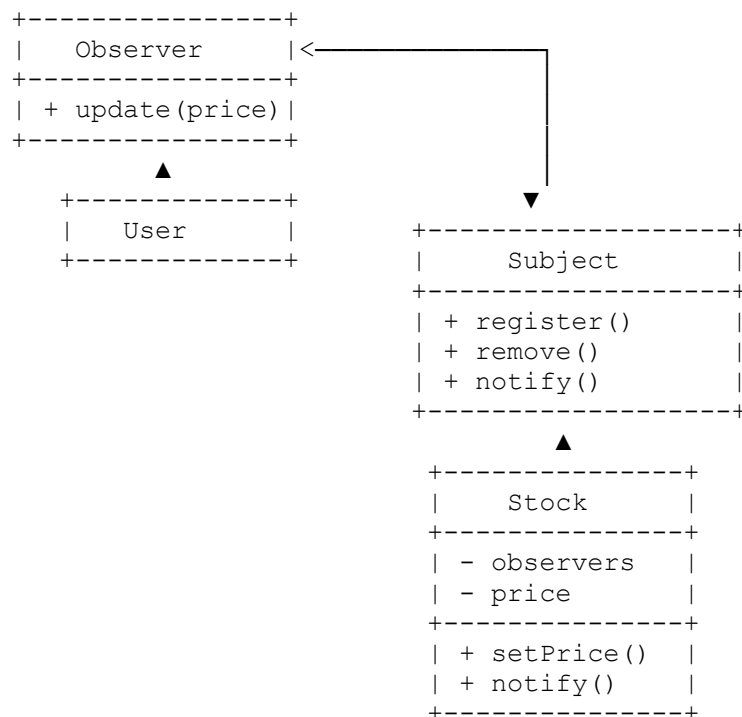 Observer
+ update(price)
User
Subject
+ register()
+ remove()
+ notify()
Stock
- observers
- price
+ setPrice()
+ notify()